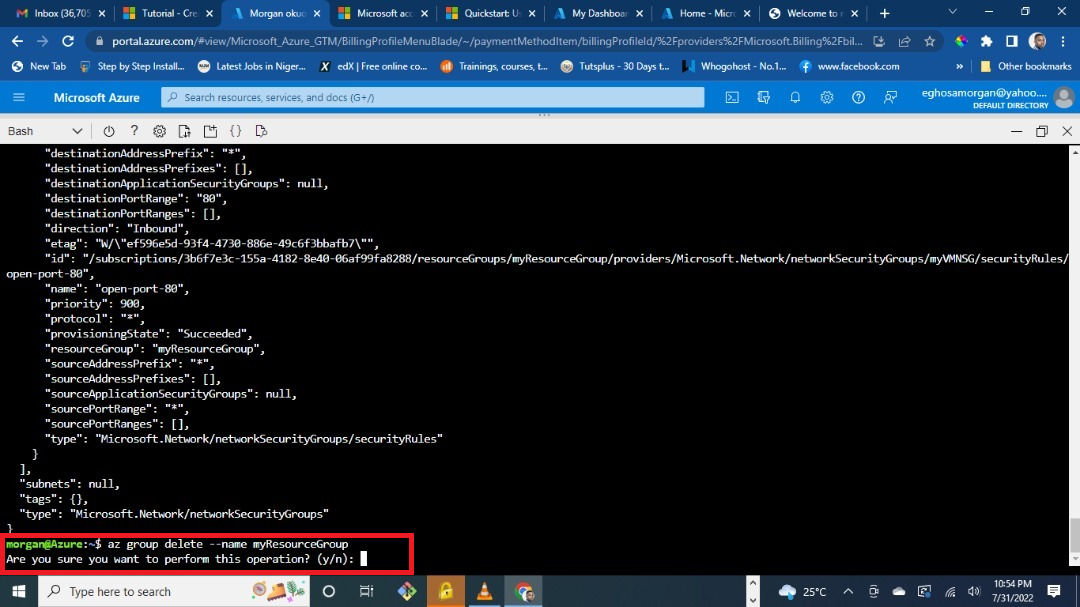 Inbox (36,705
Tutorial - Cre
Morgan okuo
Microsoft acc
Quickstart: Us
My Dashboar
Home - Micro
Welcome to n
portal.azure.com/#view/Microsoft_Azure_GTM/BillingProfileMenuBlade/~/paymentMethodItem/billingProfileId/%2Fproviders%2FMicrosoft.Billing%2Fbil...
New Tab
Step by Step Install...
Latest Jobs in Niger...
edX | Free online co...
Trainings, courses, t...
Tutsplus - 30 Days t...
Whogohost - No.1...
www.facebook.com
»
Other bookmarks
Microsoft Azure
Search resources, services, and docs (G+/)
eghosamorgan@yahoo....
DEFAULT DIRECTORY
Bash
"destinationAddressPrefix": "*",
"destinationAddressPrefixes": [],
"destinationApplicationSecurityGroups": null,
"destinationPortRange": "80",
"destinationPortRanges": [],
"direction": "Inbound",
"etag": "W/\"ef596e5d-93f4-4730-886e-49c6f3bbafb7\"",
"id": "/subscriptions/3b6f7e3c-155a-4182-8e40-06af99fa8288/resourceGroups/myResourceGroup/providers/Microsoft.Network/networkSecurityGroups/myVMNSG/securityRules/
open-port-80",
"name": "open-port-80",
"priority": 900,
"protocol": "*",
"provisioningState": "Succeeded",
"resourceGroup": "myResourceGroup",
"sourceAddressPrefix": "*",
"sourceAddressPrefixes": [],
"sourceApplicationSecurityGroups": null,
"sourcePortRange": "*",
"sourcePortRanges": [],
"type": "Microsoft.Network/networkSecurityGroups/securityRules"
}
],
"subnets": null,
"tags": {},
"type": "Microsoft.Network/networkSecurityGroups"
}
morgan@Azure:~$ az group delete --name myResourceGroup
Are you sure you want to perform this operation? (y/n):
Type here to search
25°C
10:54 PM
7/31/2022